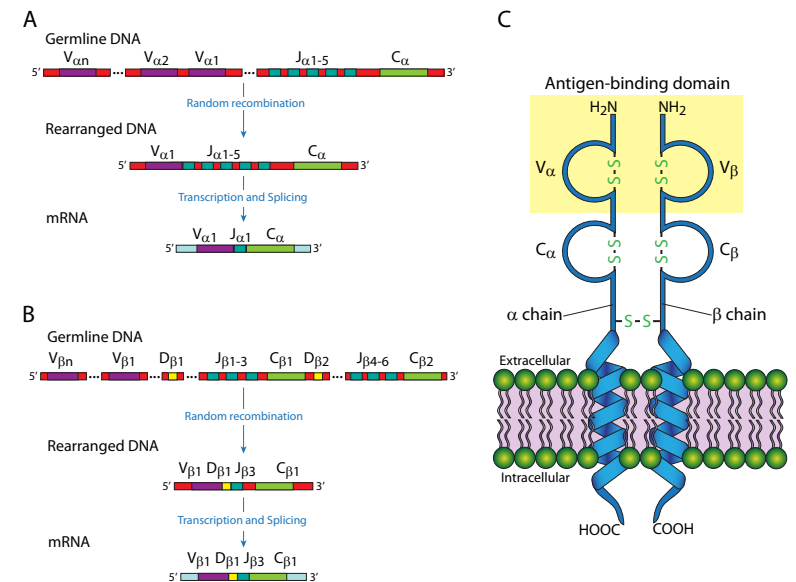 A
Germline DNA
Vαn Vα2 Vα1 Jα1-5 Cα
5′ ... ... 3′
Random recombination
Rearranged DNA
Vα1 Jα1-5 Cα
5′ 3′
Transcription and Splicing
mRNA
Vα1 Jα1 Cα
5′ 3′
B
Germline DNA
Vβn Vβ1 Dβ1 Jβ1-3 Cβ1 Dβ2 Jβ4-6 Cβ2
5′ ... ... ... ... 3′
Random recombination
Rearranged DNA
Vβ1 Dβ1 Jβ3 Cβ1
5′ 3′
Transcription and Splicing
mRNA
Vβ1 Dβ1 Jβ3 Cβ1
5′ 3′
C
Antigen-binding domain
H2N NH2
S S
Vα Vβ
S S
S S
Cα Cβ
S S
α chain S-S β chain
Extracellular
Intracellular
HOOC COOH